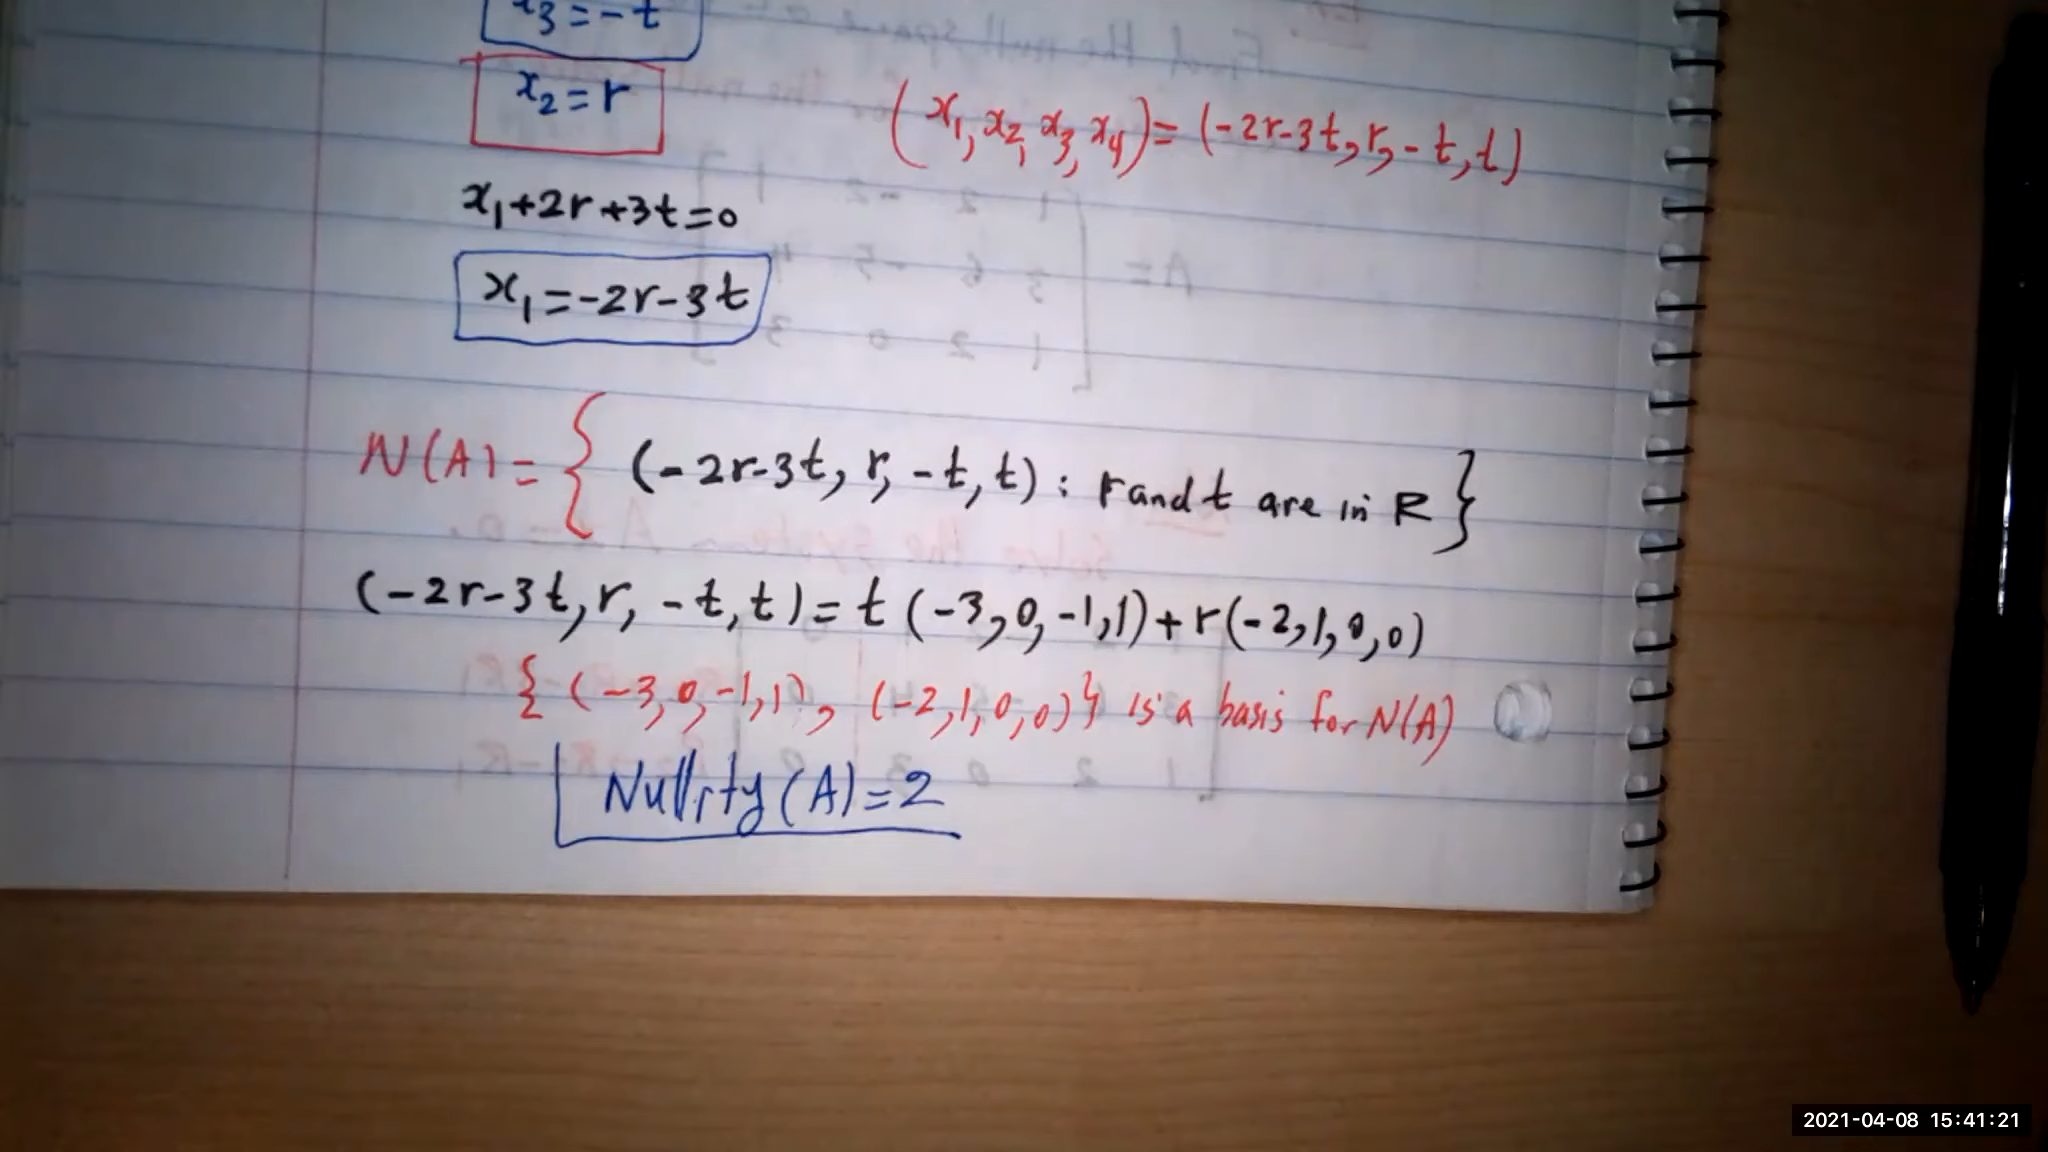 x₃ = -t
x₂ = r
(x₁, x₂, x₃, x₄) = (-2r-3t, r, -t, t)
x₁+2r+3t=0
x₁ = -2r-3t
N(A) = { (-2r-3t, r, -t, t) : r and t are in R }
(-2r-3t, r, -t, t) = t(-3, 0, -1, 1) + r(-2, 1, 0, 0)
{ (-3, 0, -1, 1), (-2, 1, 0, 0) } is a basis for N(A)
Nullity (A) = 2
2021-04-08 15:41:21